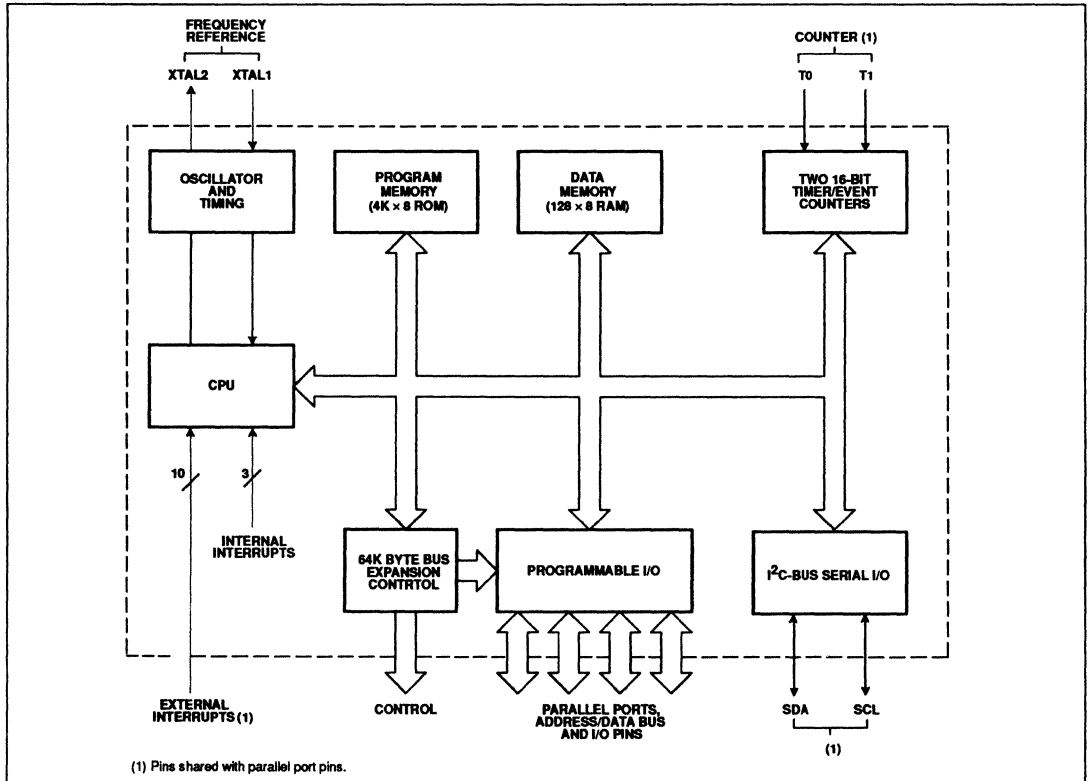 FREQUENCY
REFERENCE
XTAL2 XTAL1
COUNTER (1)
T0 T1
OSCILLATOR
AND
TIMING
PROGRAM
MEMORY
(4K × 8 ROM)
DATA
MEMORY
(128 × 8 RAM)
TWO 16-BIT
TIMER/EVENT
COUNTERS
CPU
10
3
INTERNAL
INTERRUPTS
64K BYTE BUS
EXPANSION
CONTRTOL
PROGRAMMABLE I/O
I²C-BUS SERIAL I/O
EXTERNAL
INTERRUPTS (1)
CONTROL
PARALLEL PORTS,
ADDRESS/DATA BUS
AND I/O PINS
SDA SCL
(1)
(1) Pins shared with parallel port pins.